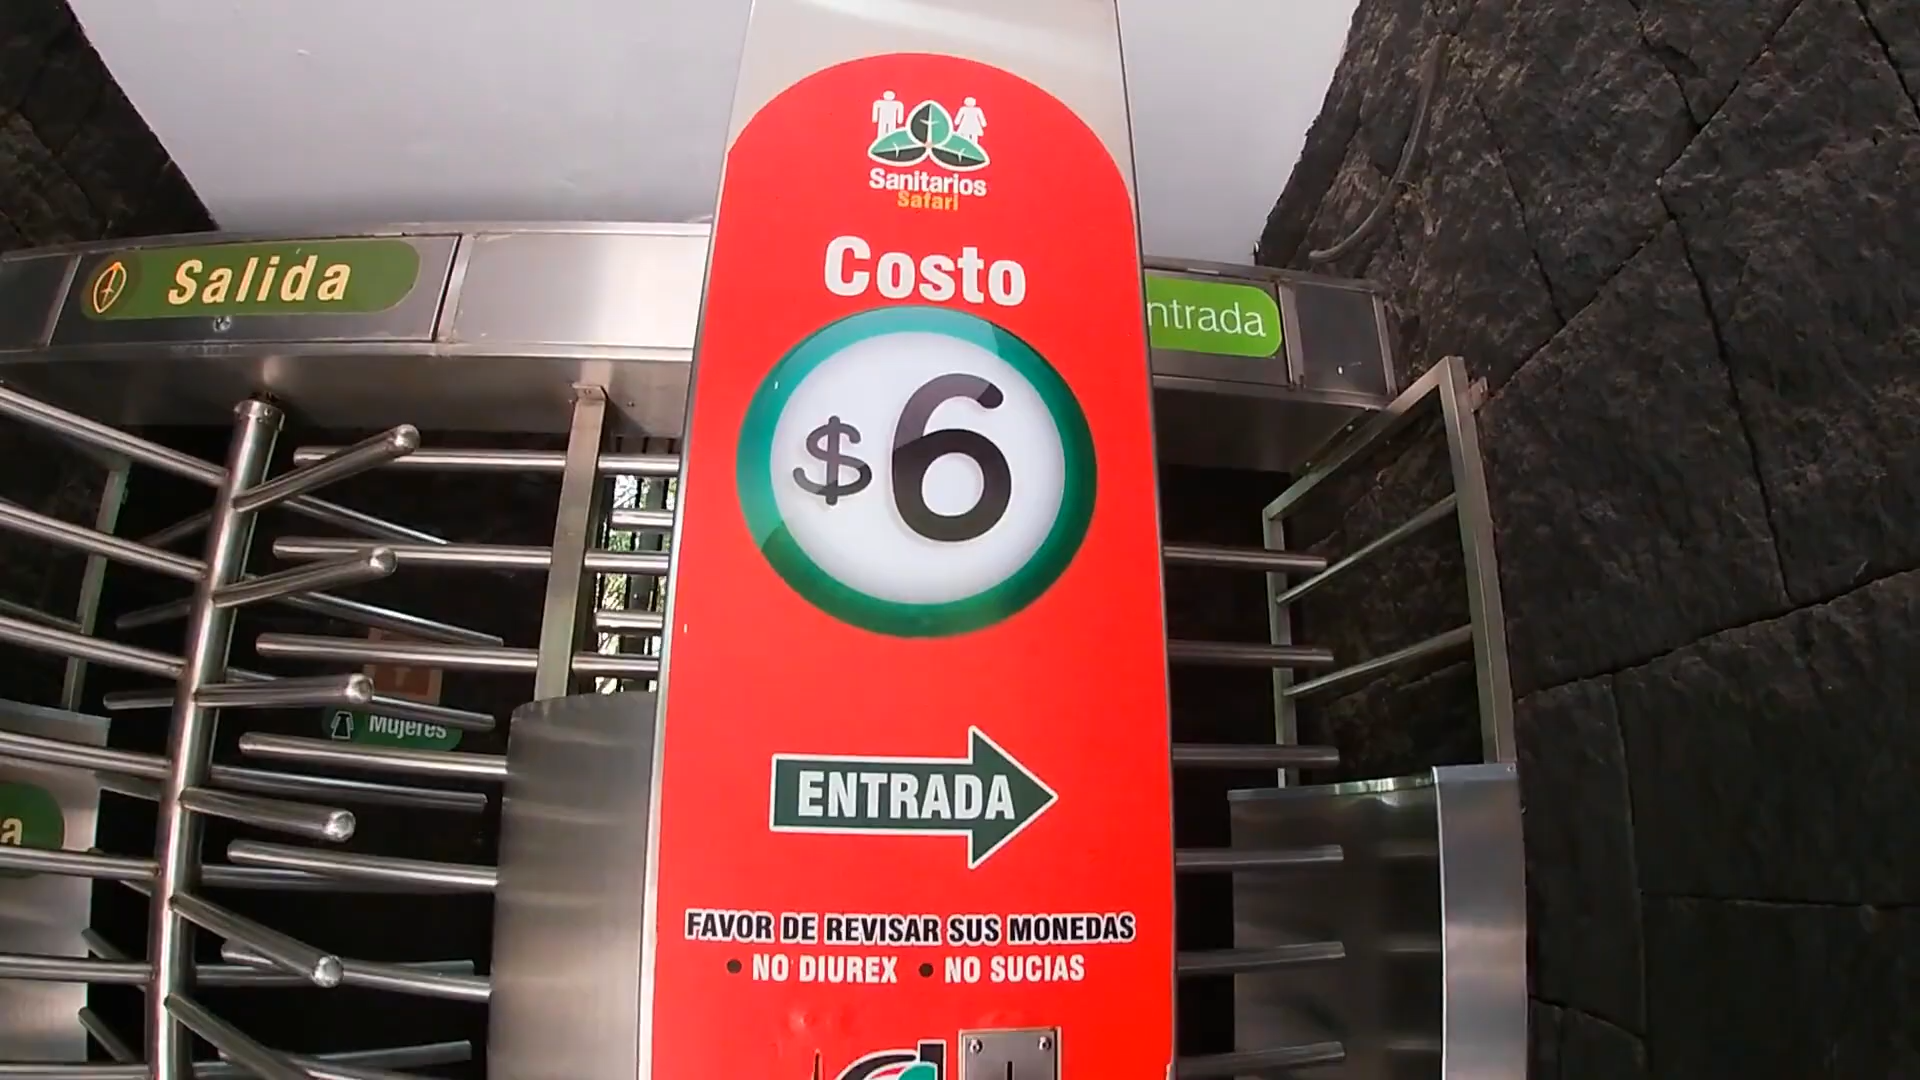 Sanitarios
Safari
Costo
Salida
ntrada
$6
Mujeres
ENTRADA
a
FAVOR DE REVISAR SUS MONEDAS
• NO DIUREX • NO SUCIAS